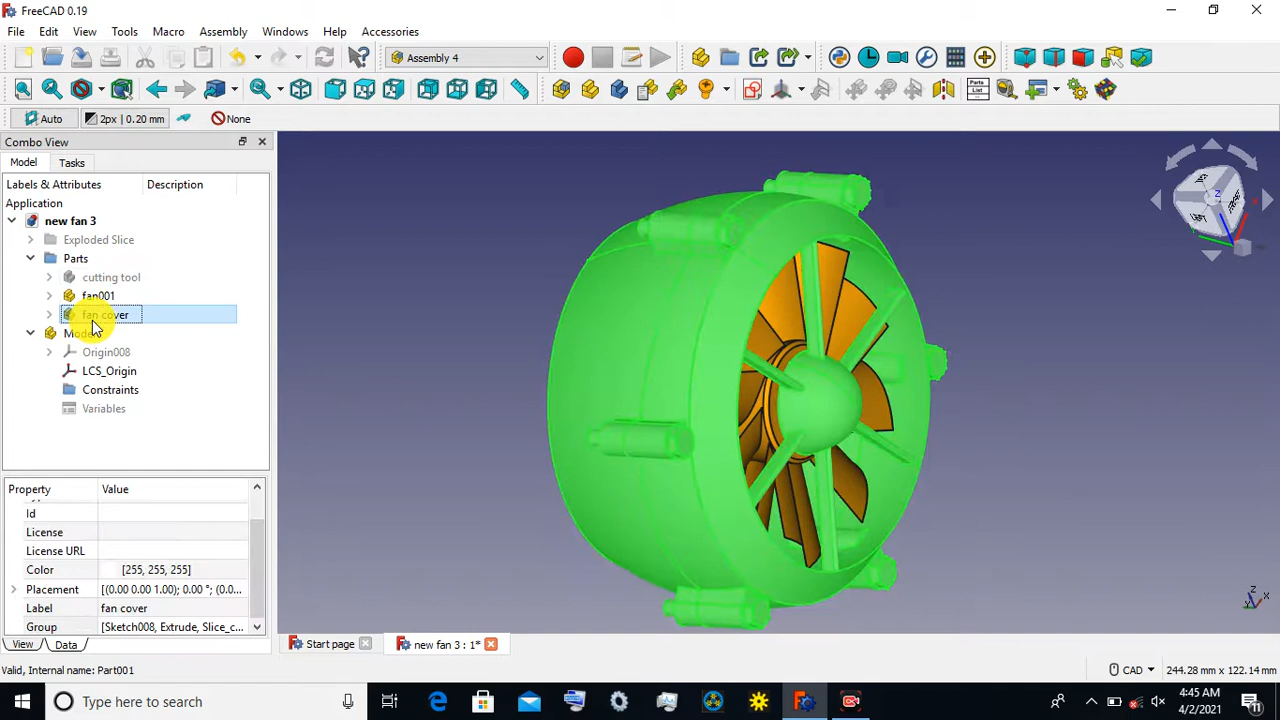 FreeCAD 0.19
File Edit View Tools Macro Assembly Windows Help Accessories
Assembly 4
Parts List
Auto 2px | 0.20 mm None
Combo View
Model Tasks
Labels & Attributes Description
Application
new fan 3
Exploded Slice
Parts
cutting tool
fan001
fan cover
Origin008
LCS_Origin
Constraints
Variables
Property Value
Id
License
License URL
Color [255, 255, 255]
Placement [(0.00 0.00 1.00); 0.00 °; (0.0...
Label fan cover
Group [Sketch008, Extrude, Slice_c...
View Data
Start page new fan 3 : 1*
Valid, Internal name: Part001
CAD 244.28 mm x 122.14 mm
Z
X
Type here to search
4:45 AM
4/2/2021